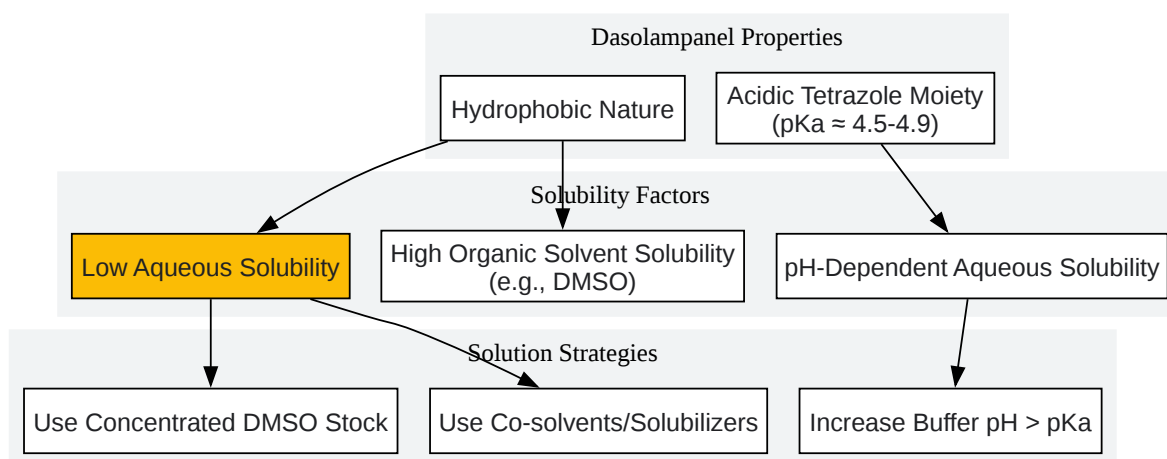 Dasolampanel Properties
Hydrophobic Nature
Acidic Tetrazole Moiety
(pKa ≈ 4.5-4.9)
Solubility Factors
Low Aqueous Solubility
High Organic Solvent Solubility
(e.g., DMSO)
pH-Dependent Aqueous Solubility
Solution Strategies
Use Concentrated DMSO Stock
Use Co-solvents/Solubilizers
Increase Buffer pH > pKa